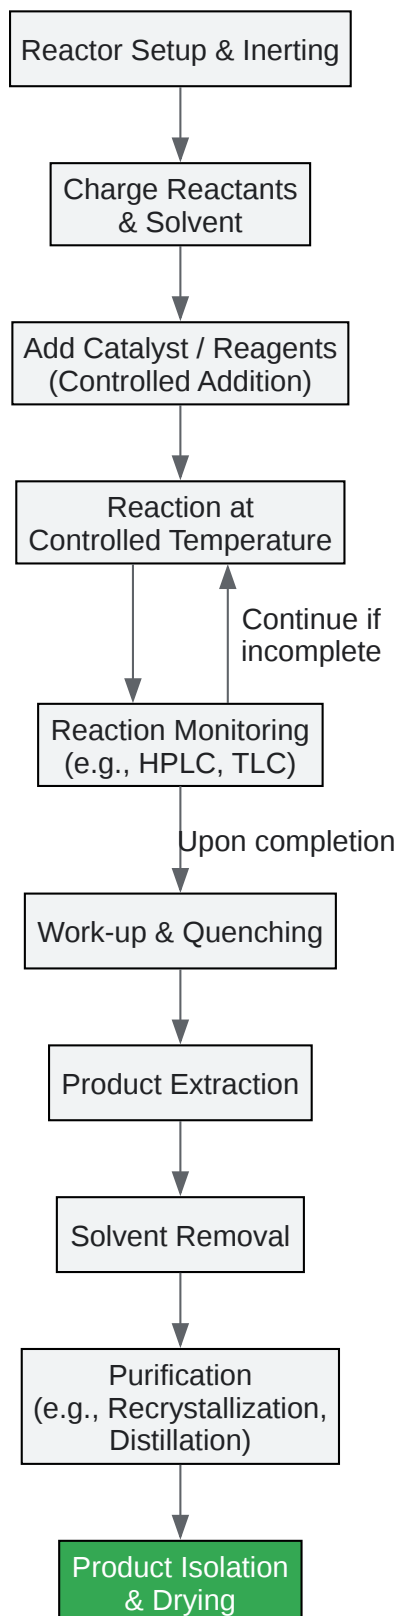 Reactor Setup & Inerting
Charge Reactants
& Solvent
Add Catalyst / Reagents
(Controlled Addition)
Reaction at
Controlled Temperature
Continue if
incomplete
Reaction Monitoring
(e.g., HPLC, TLC)
Upon completion
Work-up & Quenching
Product Extraction
Solvent Removal
Purification
(e.g., Recrystallization,
Distillation)
Product Isolation
& Drying